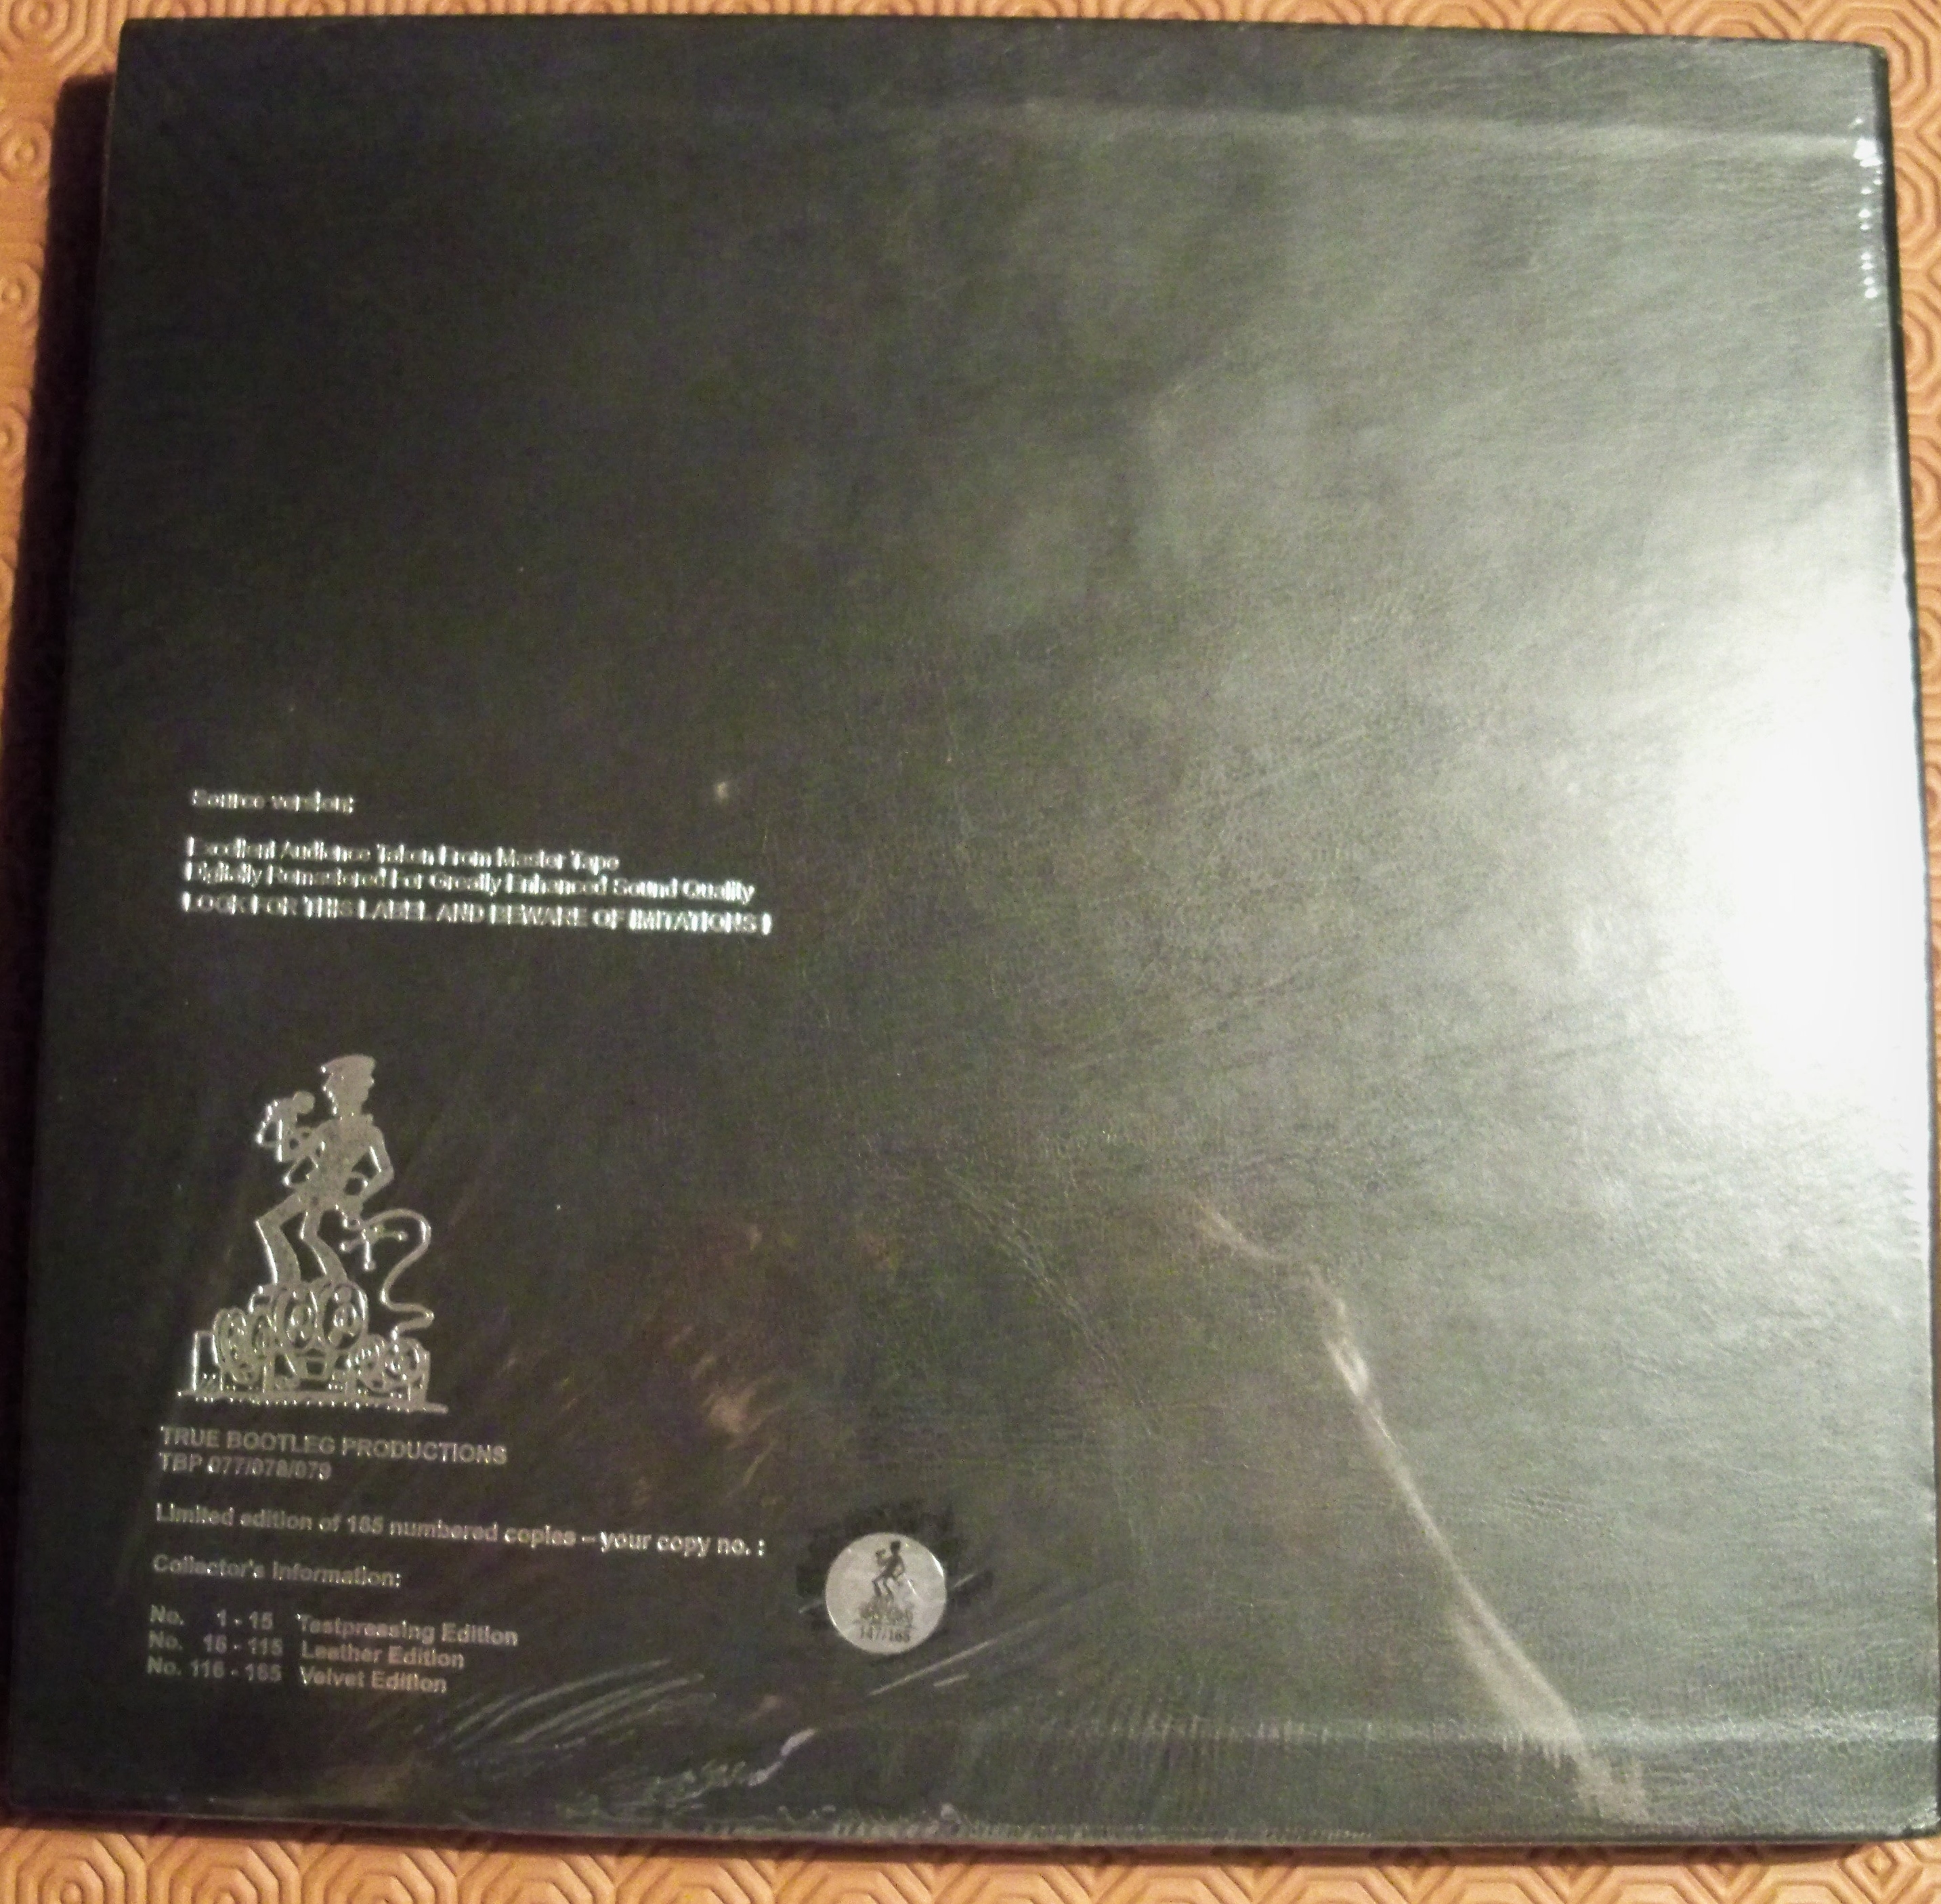 Source version:
Excellent Audience Taken From Master Tape
Digitally Remastered For Greatly Enhanced Sound Quality
LOOK FOR THIS LABEL AND BEWARE OF IMITATIONS !
TRUE BOOTLEG PRODUCTIONS
TBP 077/078/079
Limited edition of 165 numbered copies – your copy no. :
147/165
Collector's Information:
No. 1 - 15 Testpressing Edition
No. 16 - 115 Leather Edition
No. 116 - 165 Velvet Edition